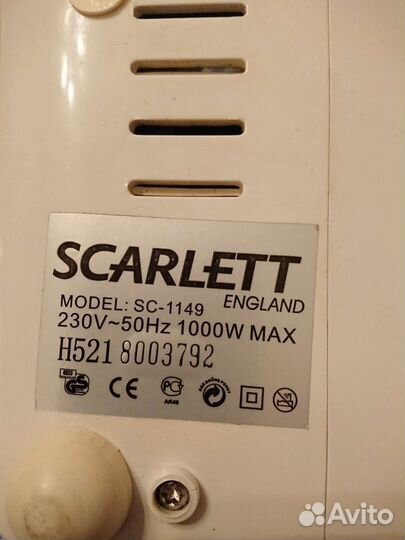 SCARLETT
ENGLAND
MODEL: SC-1149
230V~50Hz 1000W MAX
H521 8003792
CE
Avito